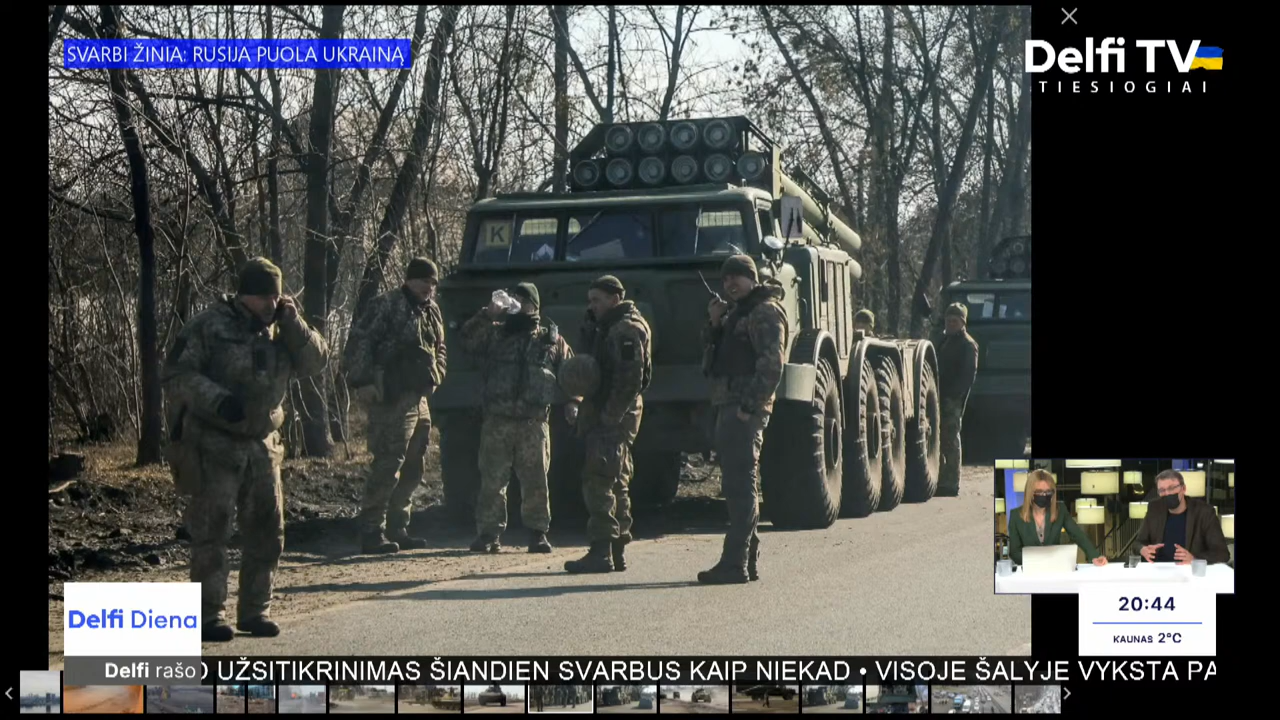 SVARBI ŽINIA: RUSIJA PUOLA UKRAINĄ
Delfi TV
TIESIOGIAI
K
Delfi Diena
20:44
KAUNAS 2°C
Delfi rašo
UŽSITIKRINIMAS ŠIANDIEN SVARBUS KAIP NIEKAD • VISOJE ŠALYJE VYKSTA PA